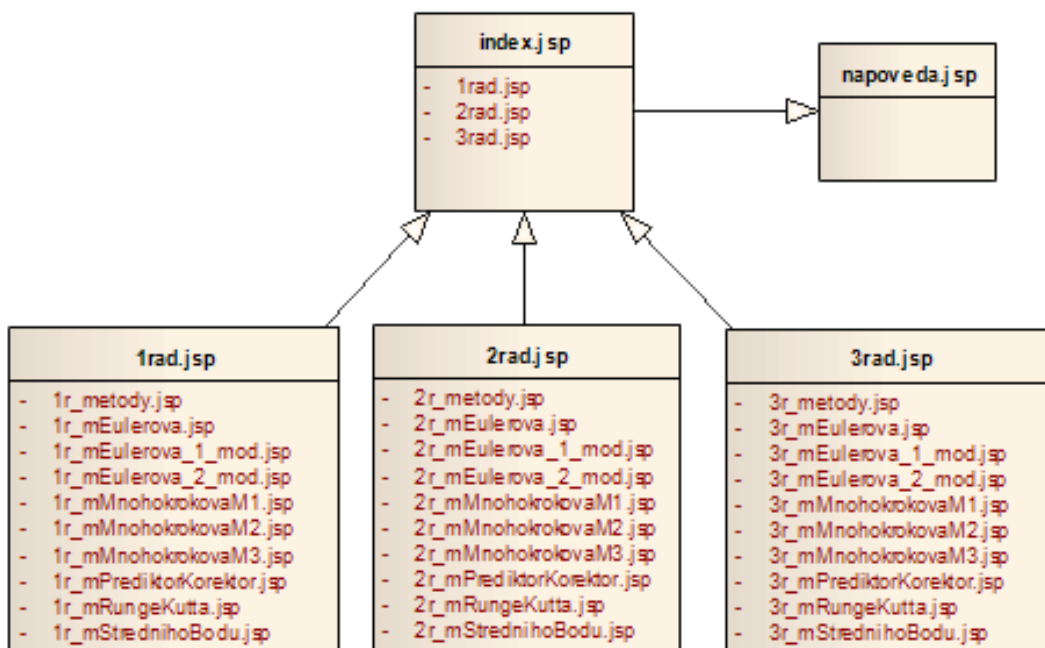 index.jsp
- 1rad.jsp
- 2rad.jsp
- 3rad.jsp
napoveda.jsp
1rad.jsp
- 1r_metody.jsp
- 1r_mEulerova.jsp
- 1r_mEulerova_1_mod.jsp
- 1r_mEulerova_2_mod.jsp
- 1r_mMnohokrokovaM1.jsp
- 1r_mMnohokrokovaM2.jsp
- 1r_mMnohokrokovaM3.jsp
- 1r_mPrediktorKorektor.jsp
- 1r_mRungeKutta.jsp
- 1r_mStrednihoBodu.jsp
2rad.jsp
- 2r_metody.jsp
- 2r_mEulerova.jsp
- 2r_mEulerova_1_mod.jsp
- 2r_mEulerova_2_mod.jsp
- 2r_mMnohokrokovaM1.jsp
- 2r_mMnohokrokovaM2.jsp
- 2r_mMnohokrokovaM3.jsp
- 2r_mPrediktorKorektor.jsp
- 2r_mRungeKutta.jsp
- 2r_mStrednihoBodu.jsp
3rad.jsp
- 3r_metody.jsp
- 3r_mEulerova.jsp
- 3r_mEulerova_1_mod.jsp
- 3r_mEulerova_2_mod.jsp
- 3r_mMnohokrokovaM1.jsp
- 3r_mMnohokrokovaM2.jsp
- 3r_mMnohokrokovaM3.jsp
- 3r_mPrediktorKorektor.jsp
- 3r_mRungeKutta.jsp
- 3r_mStrednihoBodu.jsp